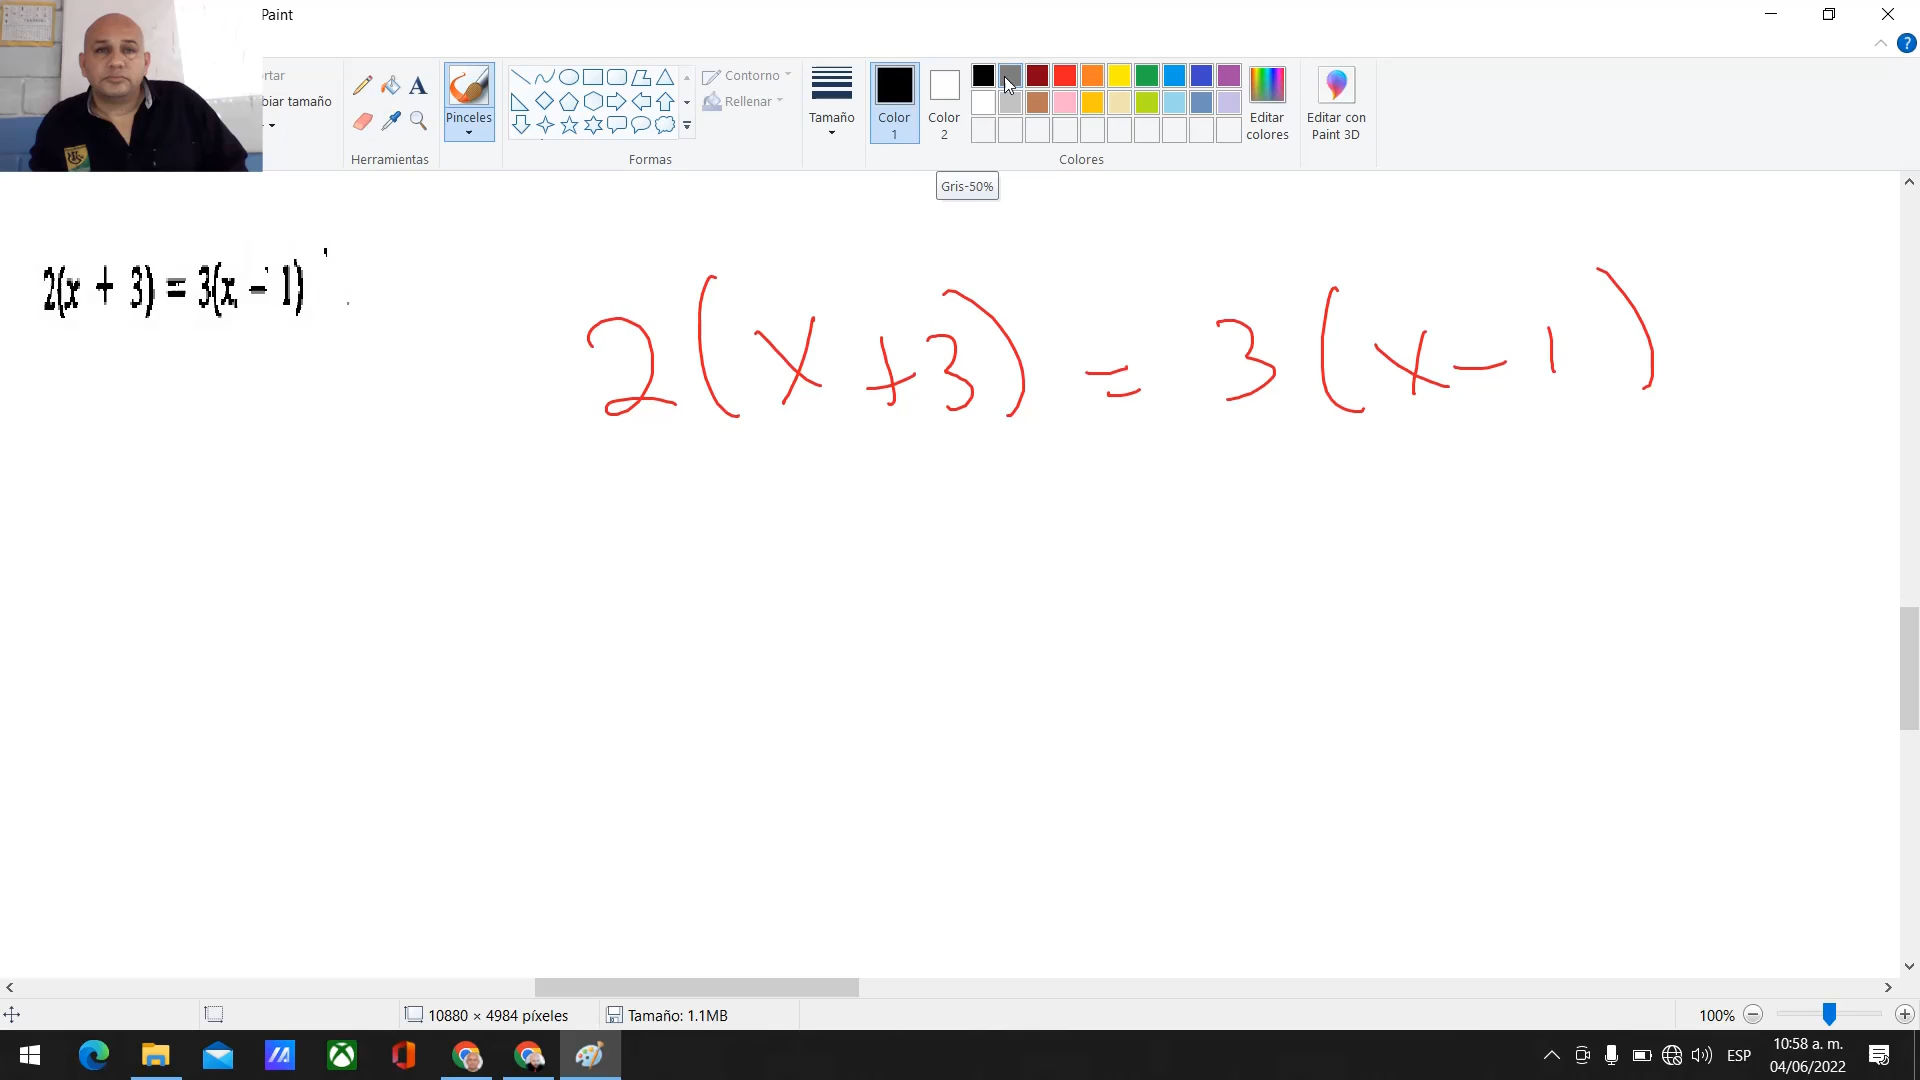 Paint
ortar
biar tamaño
Herramientas
Pinceles
Formas
Contorno
Rellenar
Tamaño
Color
1
Color
2
Colores
Editar
colores
Editar con
Paint 3D
Gris-50%
2(x + 3) = 3(x - 1)
2(x+3) = 3(x-1)
10880 × 4984 píxeles
Tamaño: 1.1MB
100%
ESP
10:58 a. m.
04/06/2022